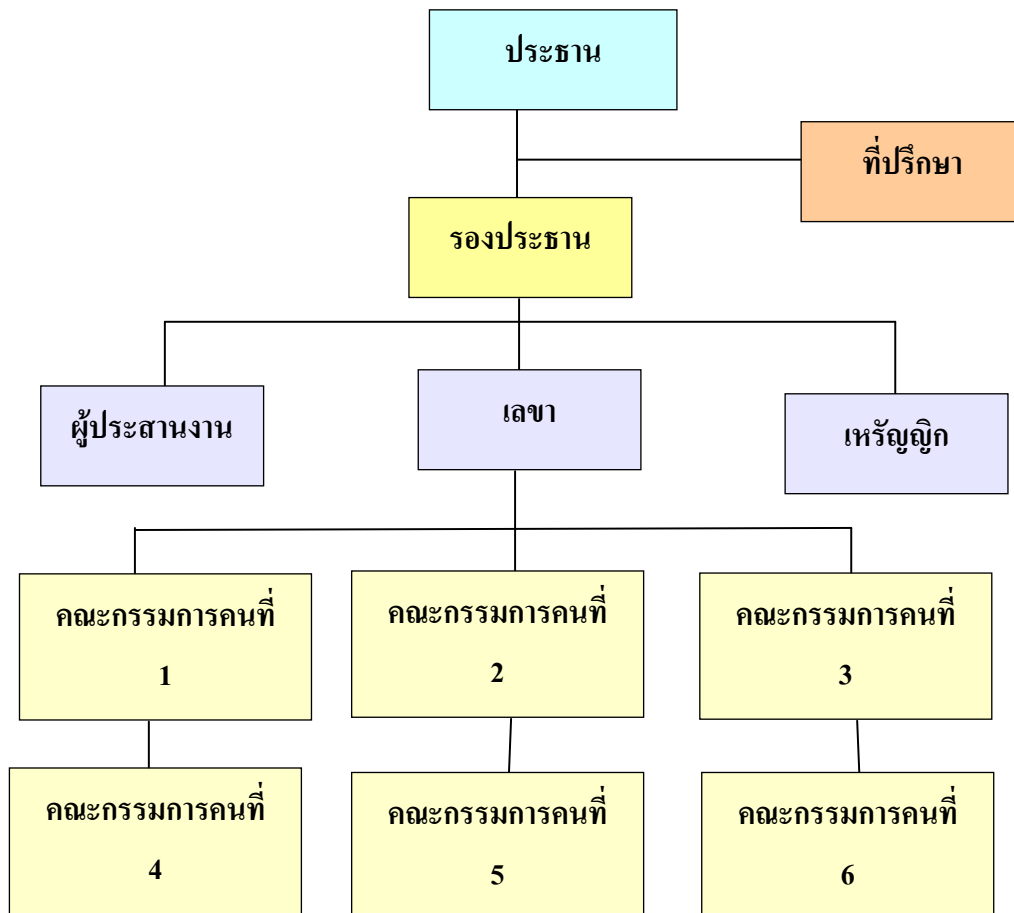 ประธาน
ที่ปรึกษา
รองประธาน
ผู้ประสานงาน
เลขา
เหรัญญิก
คณะกรรมการคนที่
1
คณะกรรมการคนที่
2
คณะกรรมการคนที่
3
คณะกรรมการคนที่
4
คณะกรรมการคนที่
5
คณะกรรมการคนที่
6